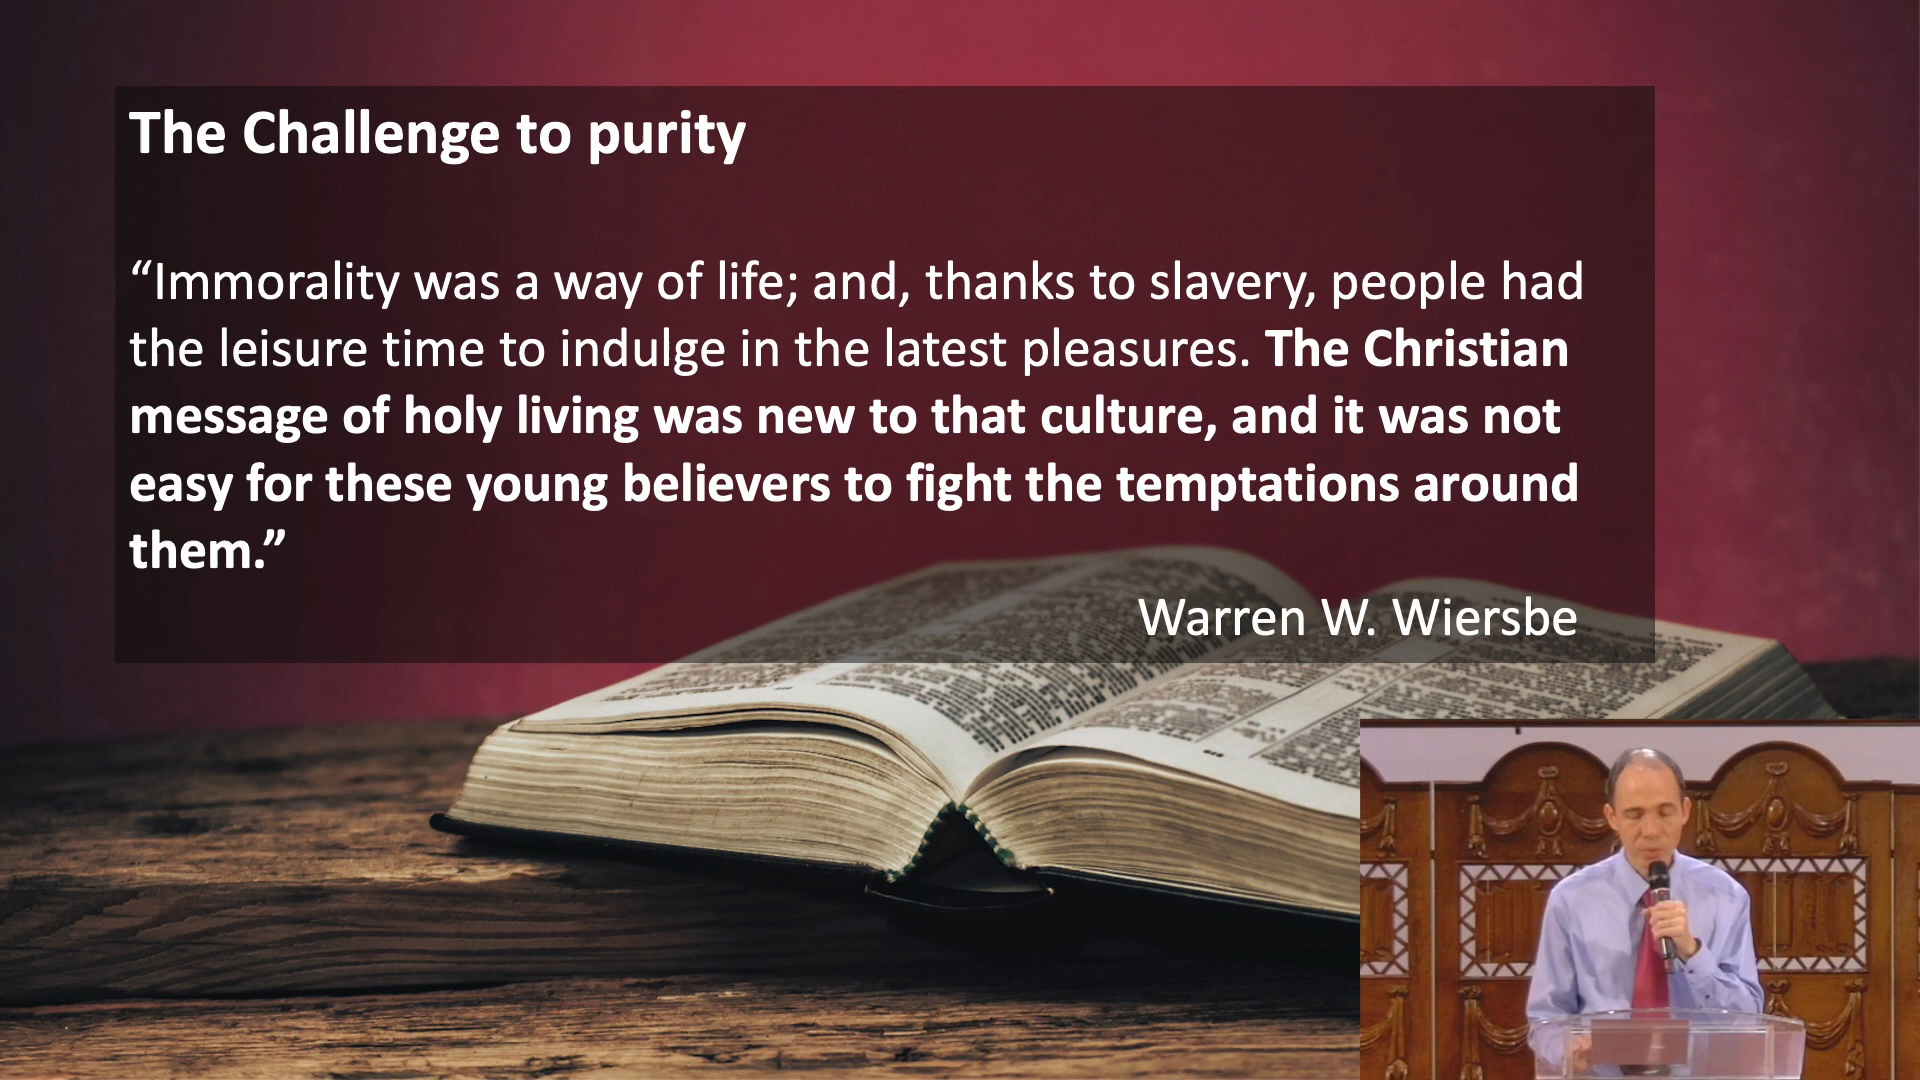 The Challenge to purity
“Immorality was a way of life; and, thanks to slavery, people had
the leisure time to indulge in the latest pleasures. The Christian
message of holy living was new to that culture, and it was not
easy for these young believers to fight the temptations around
them.”
Warren W. Wiersbe